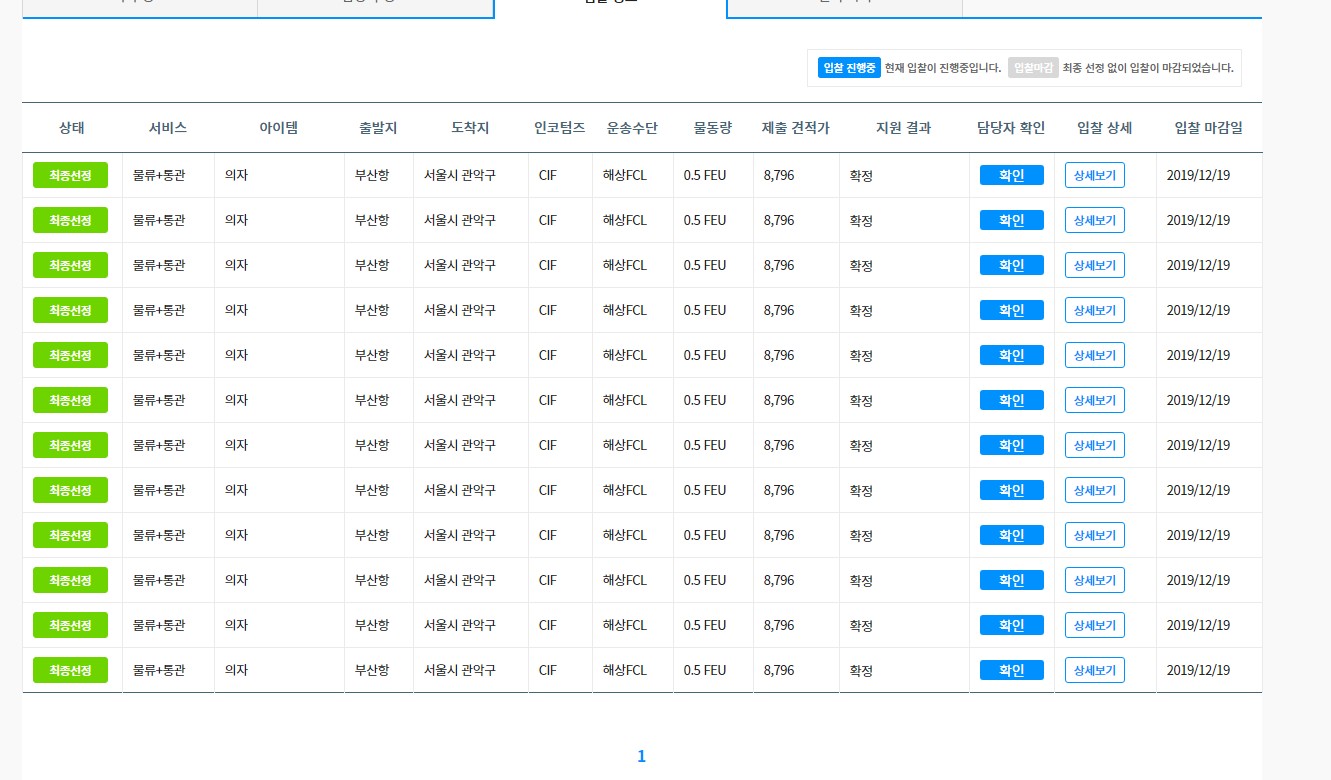 입찰 진행중 현재 입찰이 진행중입니다. 입찰마감 최종 선정 없이 입찰이 마감되었습니다.
상태 서비스 아이템 출발지 도착지 인코텀즈 운송수단 물동량 제출 견적가 지원 결과 담당자 확인 입찰 상세 입찰 마감일
최종선정 물류+통관 의자 부산항 서울시 관악구 CIF 해상FCL 0.5 FEU 8,796 확정 확인 상세보기 2019/12/19
최종선정 물류+통관 의자 부산항 서울시 관악구 CIF 해상FCL 0.5 FEU 8,796 확정 확인 상세보기 2019/12/19
최종선정 물류+통관 의자 부산항 서울시 관악구 CIF 해상FCL 0.5 FEU 8,796 확정 확인 상세보기 2019/12/19
최종선정 물류+통관 의자 부산항 서울시 관악구 CIF 해상FCL 0.5 FEU 8,796 확정 확인 상세보기 2019/12/19
최종선정 물류+통관 의자 부산항 서울시 관악구 CIF 해상FCL 0.5 FEU 8,796 확정 확인 상세보기 2019/12/19
최종선정 물류+통관 의자 부산항 서울시 관악구 CIF 해상FCL 0.5 FEU 8,796 확정 확인 상세보기 2019/12/19
최종선정 물류+통관 의자 부산항 서울시 관악구 CIF 해상FCL 0.5 FEU 8,796 확정 확인 상세보기 2019/12/19
최종선정 물류+통관 의자 부산항 서울시 관악구 CIF 해상FCL 0.5 FEU 8,796 확정 확인 상세보기 2019/12/19
최종선정 물류+통관 의자 부산항 서울시 관악구 CIF 해상FCL 0.5 FEU 8,796 확정 확인 상세보기 2019/12/19
최종선정 물류+통관 의자 부산항 서울시 관악구 CIF 해상FCL 0.5 FEU 8,796 확정 확인 상세보기 2019/12/19
최종선정 물류+통관 의자 부산항 서울시 관악구 CIF 해상FCL 0.5 FEU 8,796 확정 확인 상세보기 2019/12/19
최종선정 물류+통관 의자 부산항 서울시 관악구 CIF 해상FCL 0.5 FEU 8,796 확정 확인 상세보기 2019/12/19
1